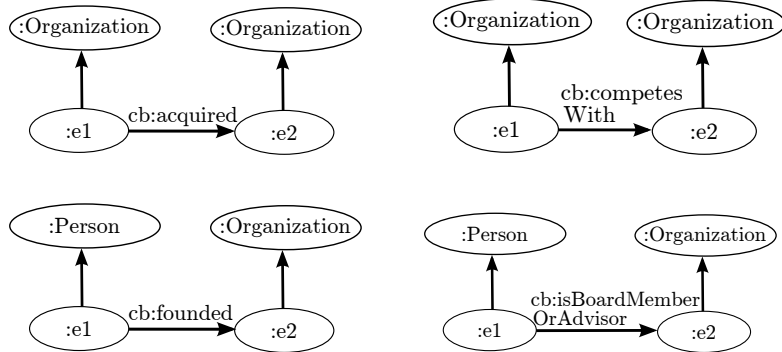 :Organization
:Organization
cb:acquired
:e1
:e2
:Organization
:Organization
cb:competes
With
:e1
:e2
:Person
:Organization
cb:founded
:e1
:e2
:Person
:Organization
cb:isBoardMember
OrAdvisor
:e1
:e2